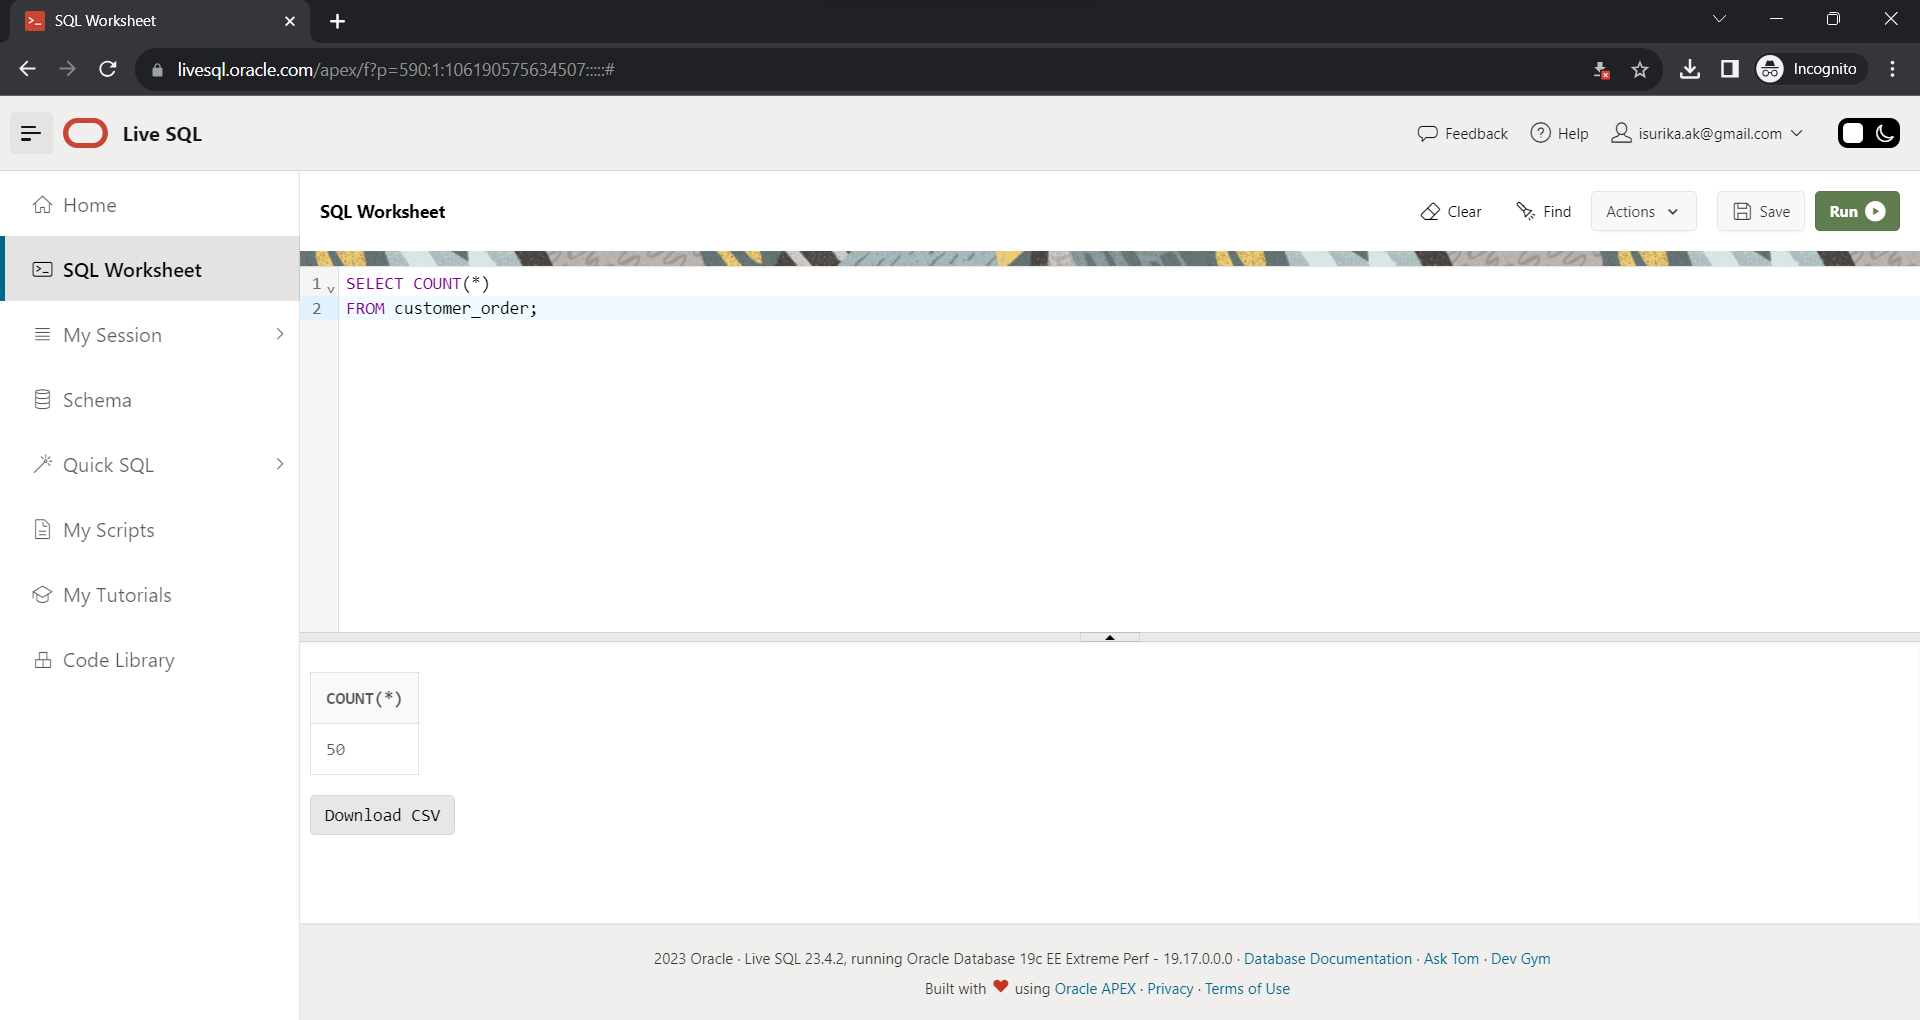 SQL Worksheet
livesql.oracle.com/apex/f?p=590:1:106190575634507:::::#
Incognito
Live SQL
Feedback
Help
isurika.ak@gmail.com
Home
SQL Worksheet
My Session
Schema
Quick SQL
My Scripts
My Tutorials
Code Library
SQL Worksheet
Clear
Find
Actions
Save
Run
1 SELECT COUNT(*)
2 FROM customer_order;
COUNT(*)
50
Download CSV
2023 Oracle · Live SQL 23.4.2, running Oracle Database 19c EE Extreme Perf - 19.17.0.0.0 · Database Documentation · Ask Tom · Dev Gym
Built with ❤ using Oracle APEX · Privacy · Terms of Use